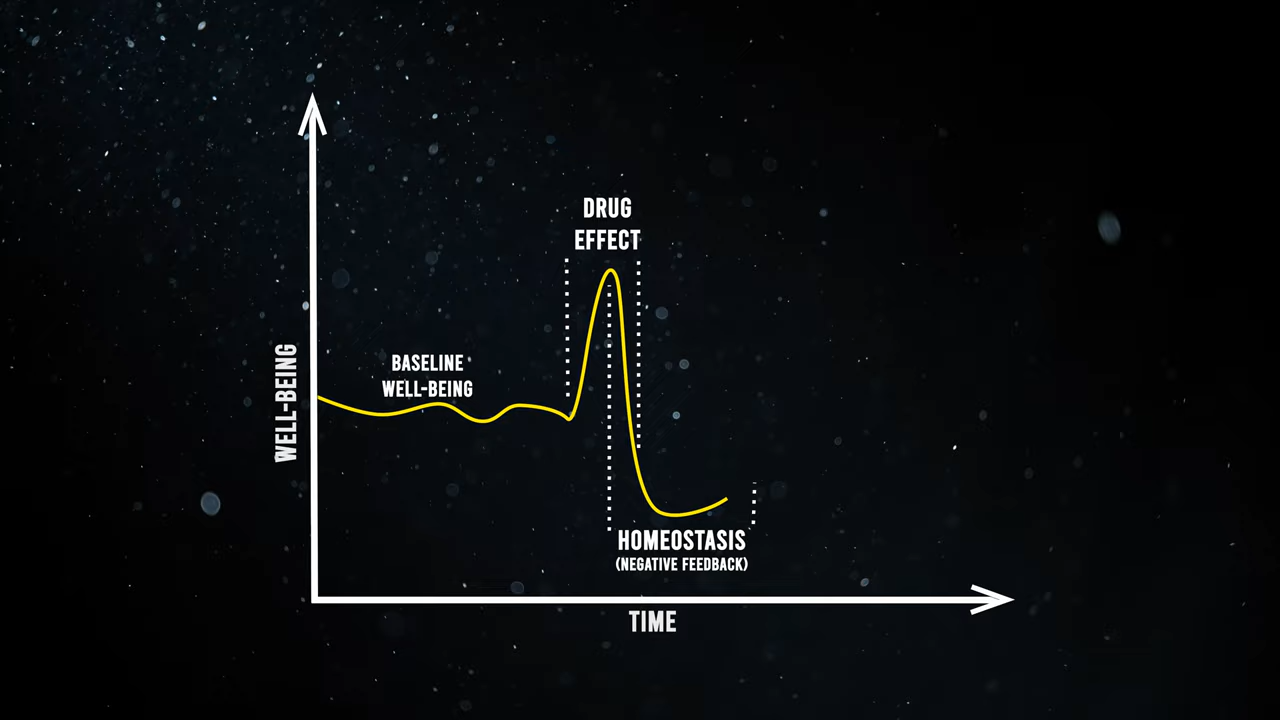 DRUG
EFFECT
BASELINE
WELL-BEING
WELL-BEING
HOMEOSTASIS
(NEGATIVE FEEDBACK)
TIME